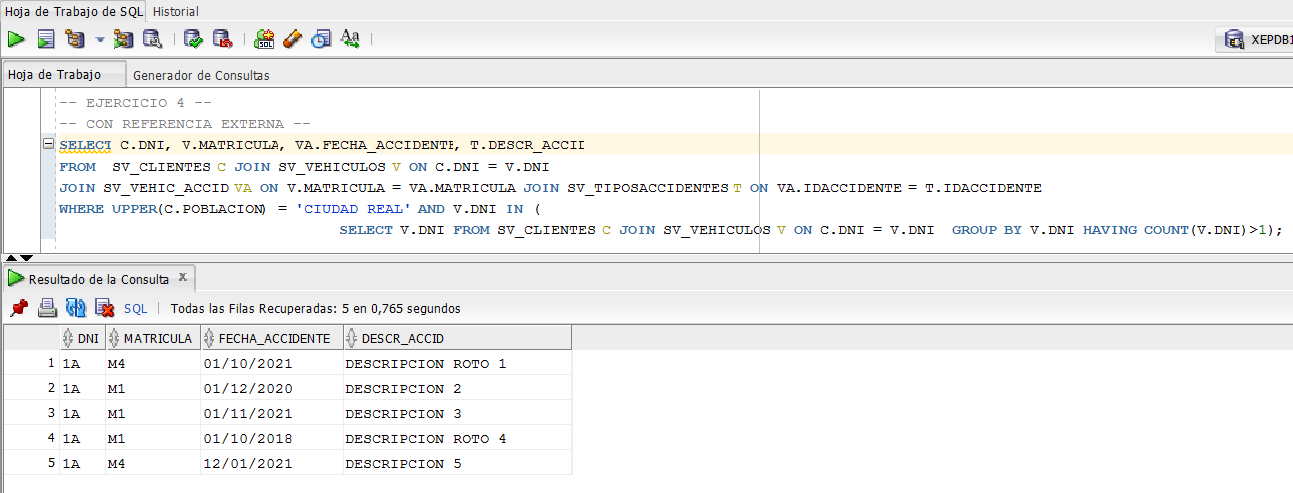 Hoja de Trabajo de SQL Historial
XEPDB1
Hoja de Trabajo Generador de Consultas
-- EJERCICIO 4 --
-- CON REFERENCIA EXTERNA --
SELECT C.DNI, V.MATRICULA, VA.FECHA_ACCIDENTE, T.DESCR_ACCID
FROM SV_CLIENTES C JOIN SV_VEHICULOS V ON C.DNI = V.DNI
JOIN SV_VEHIC_ACCID VA ON V.MATRICULA = VA.MATRICULA JOIN SV_TIPOSACCIDENTES T ON VA.IDACCIDENTE = T.IDACCIDENTE
WHERE UPPER(C.POBLACION) = 'CIUDAD REAL' AND V.DNI IN (
SELECT V.DNI FROM SV_CLIENTES C JOIN SV_VEHICULOS V ON C.DNI = V.DNI GROUP BY V.DNI HAVING COUNT(V.DNI)>1);
Resultado de la Consulta x
SQL Todas las Filas Recuperadas: 5 en 0,765 segundos
DNI MATRICULA FECHA_ACCIDENTE DESCR_ACCID
1 1A M4 01/10/2021 DESCRIPCION ROTO 1
2 1A M1 01/12/2020 DESCRIPCION 2
3 1A M1 01/11/2021 DESCRIPCION 3
4 1A M1 01/10/2018 DESCRIPCION ROTO 4
5 1A M4 12/01/2021 DESCRIPCION 5